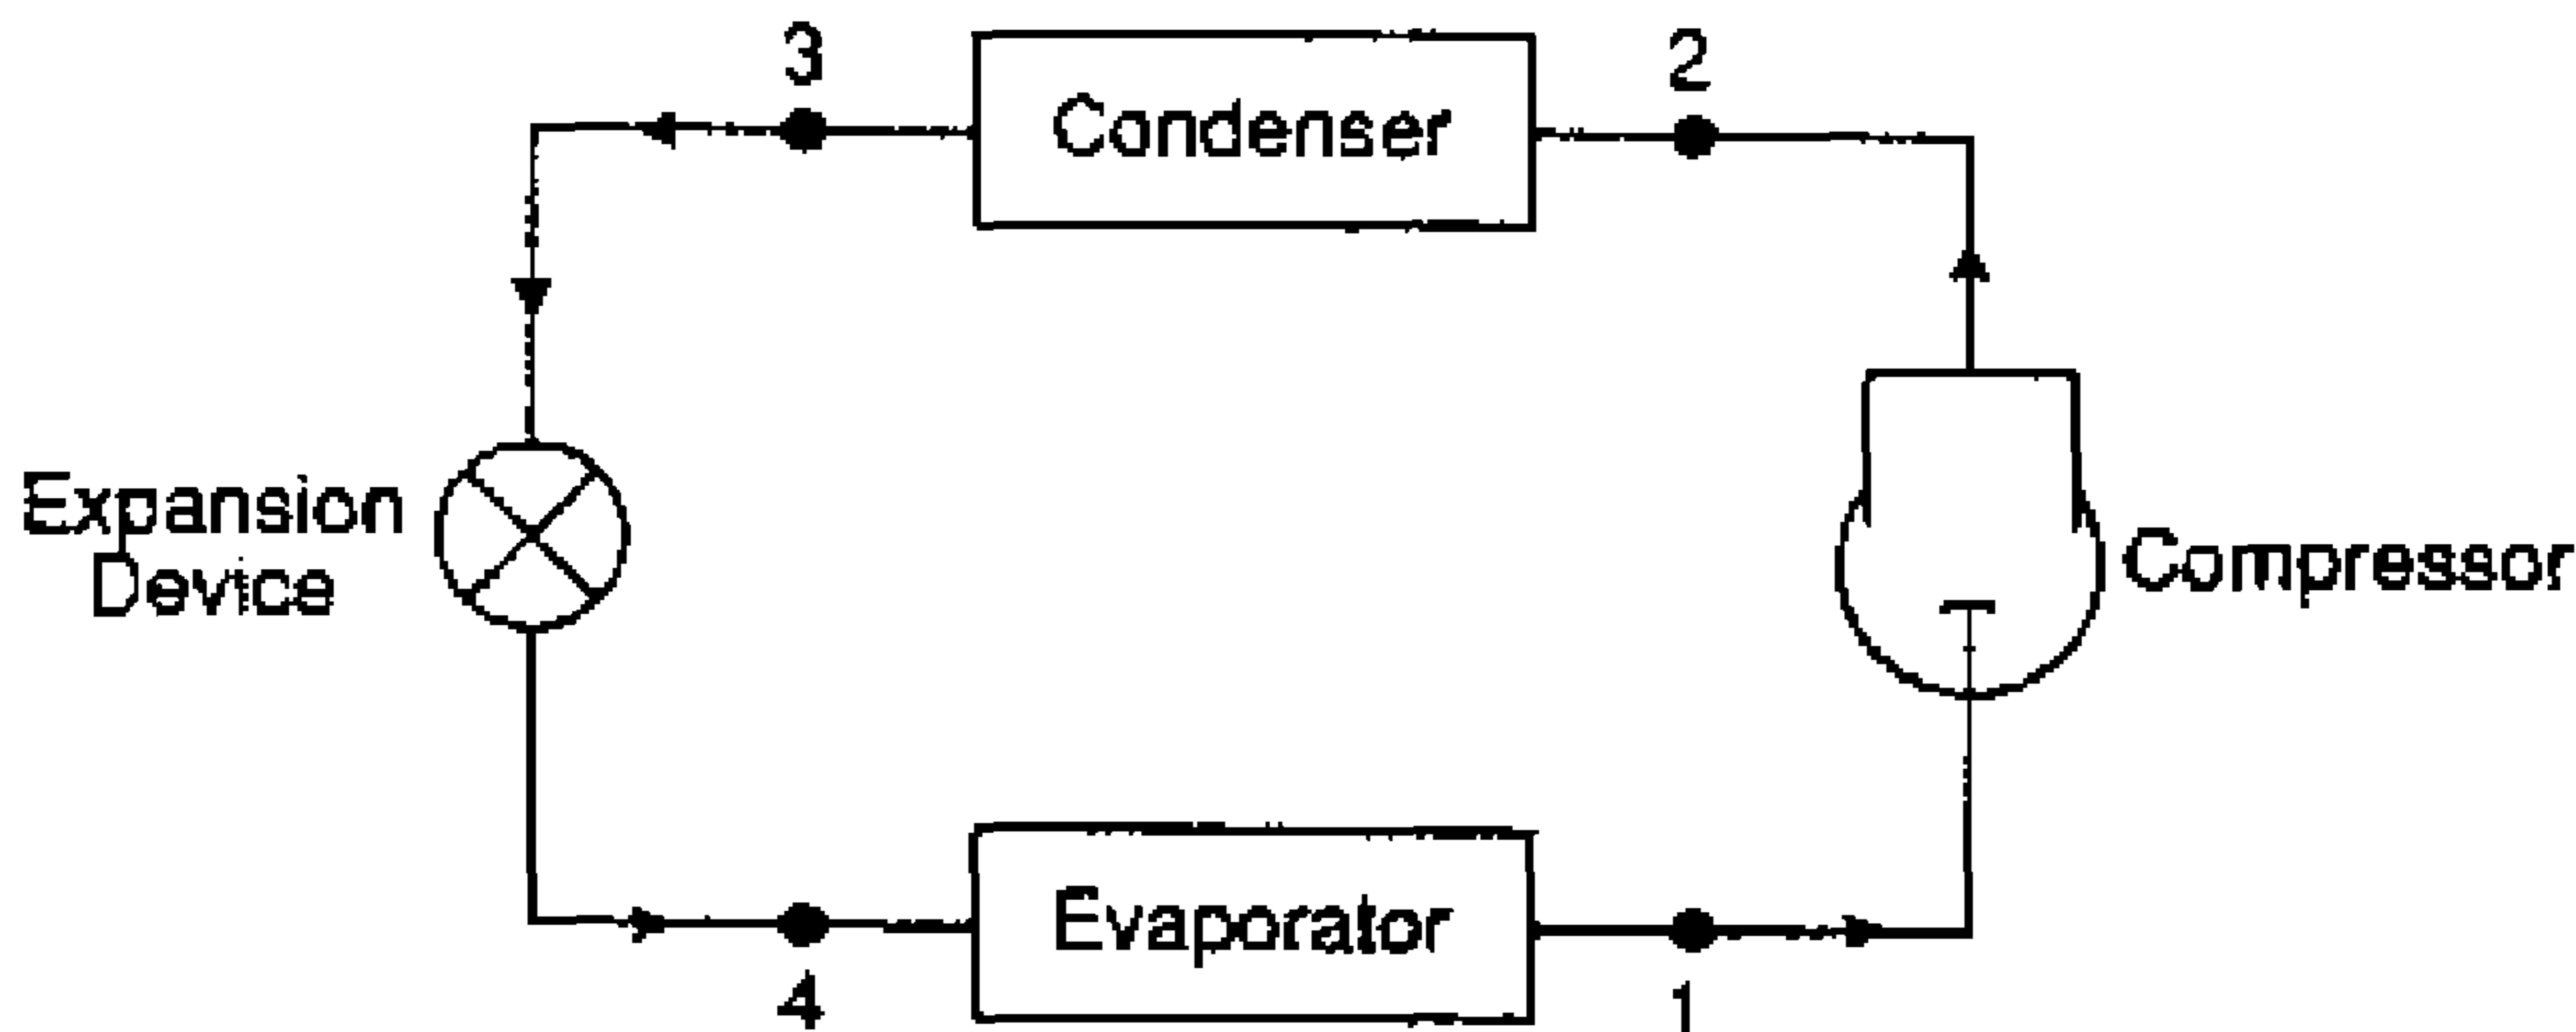 3
2
Condenser
Expansion
Device
Compressor
Evaporator
4
1